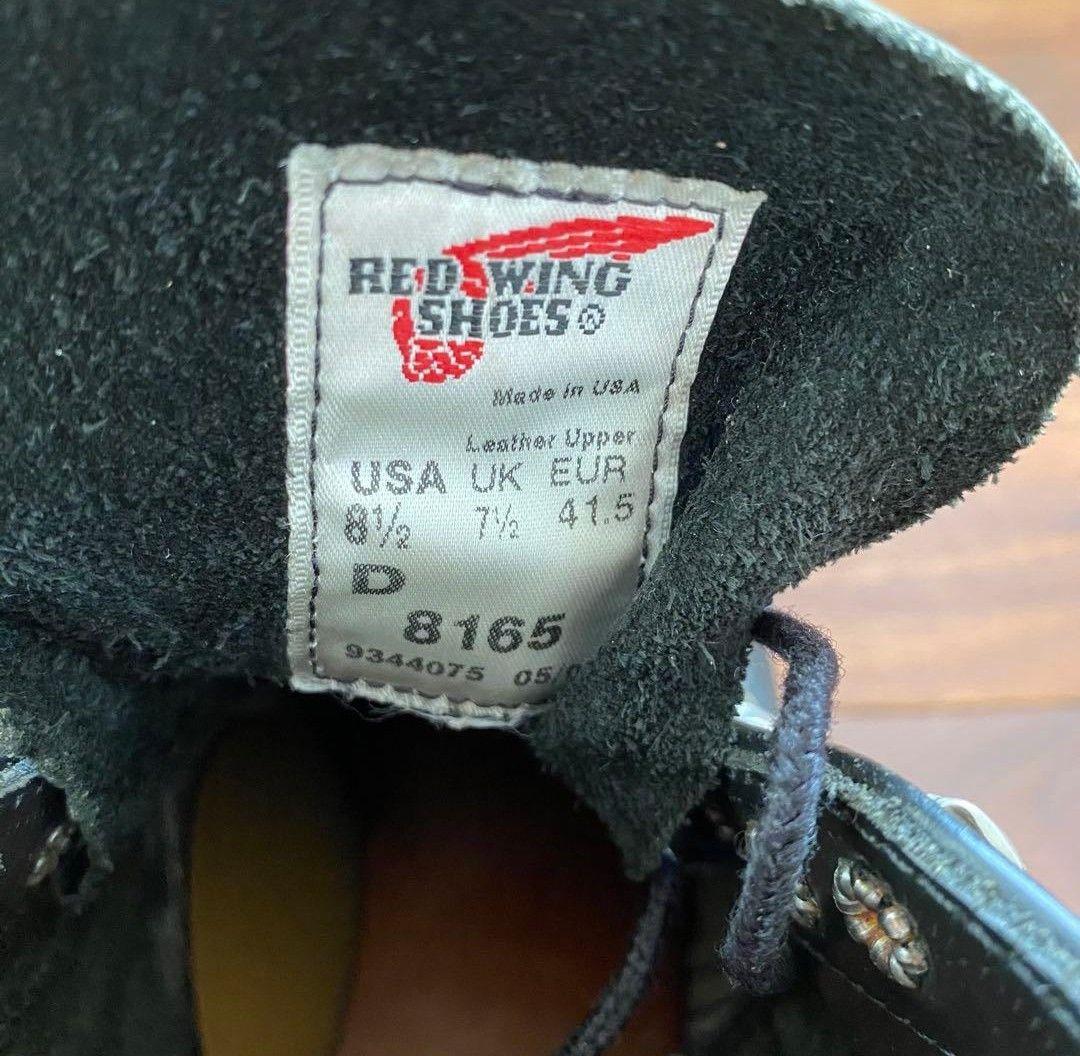 RED WING
SHOES®
Made in USA
Leather Upper
USA UK EUR
8½ 7½ 41.5
D
8165
9344075 05/